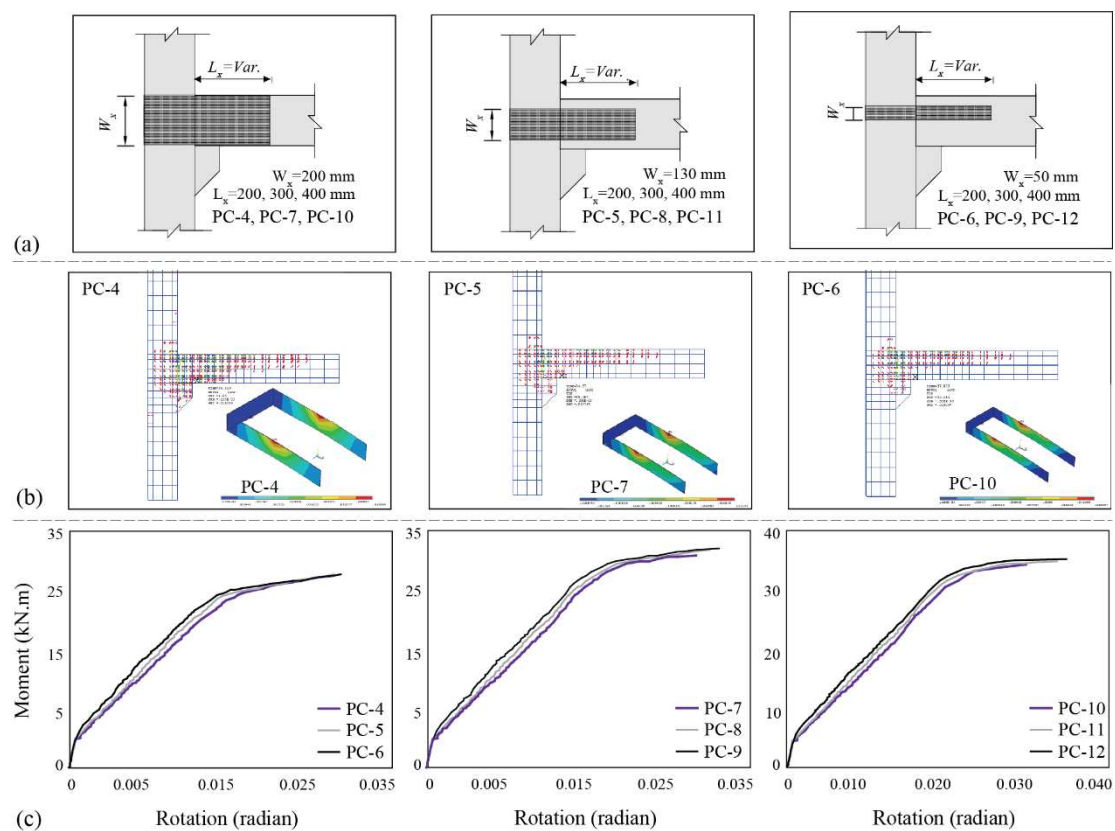 L_x=Var.
W_x
W_x=200 mm
L_x=200, 300, 400 mm
PC-4, PC-7, PC-10
L_x=Var.
W_x
W_x=130 mm
L_x=200, 300, 400 mm
PC-5, PC-8, PC-11
L_x=Var.
W_x
W_x=50 mm
L_x=200, 300, 400 mm
PC-6, PC-9, PC-12
(a)
PC-4
PC-4
PC-5
PC-7
PC-6
PC-10
(b)
Moment (kN.m)
35
25
15
5
0
PC-4
PC-5
PC-6
0 0.005 0.015 0.025 0.035
Rotation (radian)
35
25
15
5
0
PC-7
PC-8
PC-9
0 0.005 0.015 0.025 0.035
Rotation (radian)
40
30
20
10
0
PC-10
PC-11
PC-12
0 0.010 0.020 0.030 0.040
Rotation (radian)
(c)